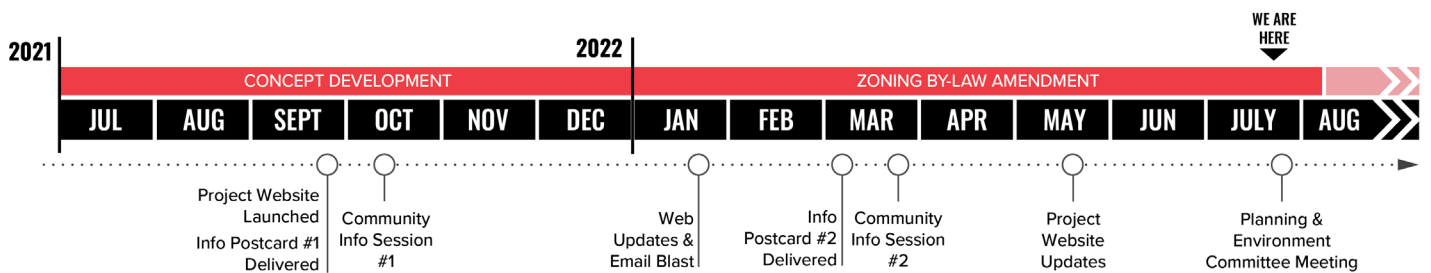 WE ARE
HERE
2021
2022
CONCEPT DEVELOPMENT
ZONING BY-LAW AMENDMENT
JUL
AUG
SEPT
OCT
NOV
DEC
JAN
FEB
MAR
APR
MAY
JUN
JULY
AUG
Project Website
Launched
Info Postcard #1
Delivered
Community
Info Session
#1
Web
Updates &
Email Blast
Info
Postcard #2
Delivered
Community
Info Session
#2
Project
Website
Updates
Planning &
Environment
Committee Meeting